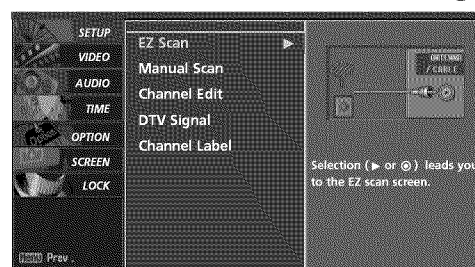 SETUP
VIDEO
AUDIO
TIME
OPTION
SCREEN
LOCK
EZ Scan ▶
Manual Scan
Channel Edit
DTV Signal
Channel Label
ANTENNA
/ CABLE
Selection ( ▶ or ◉ ) leads you
to the EZ scan screen.
Menu Prev.